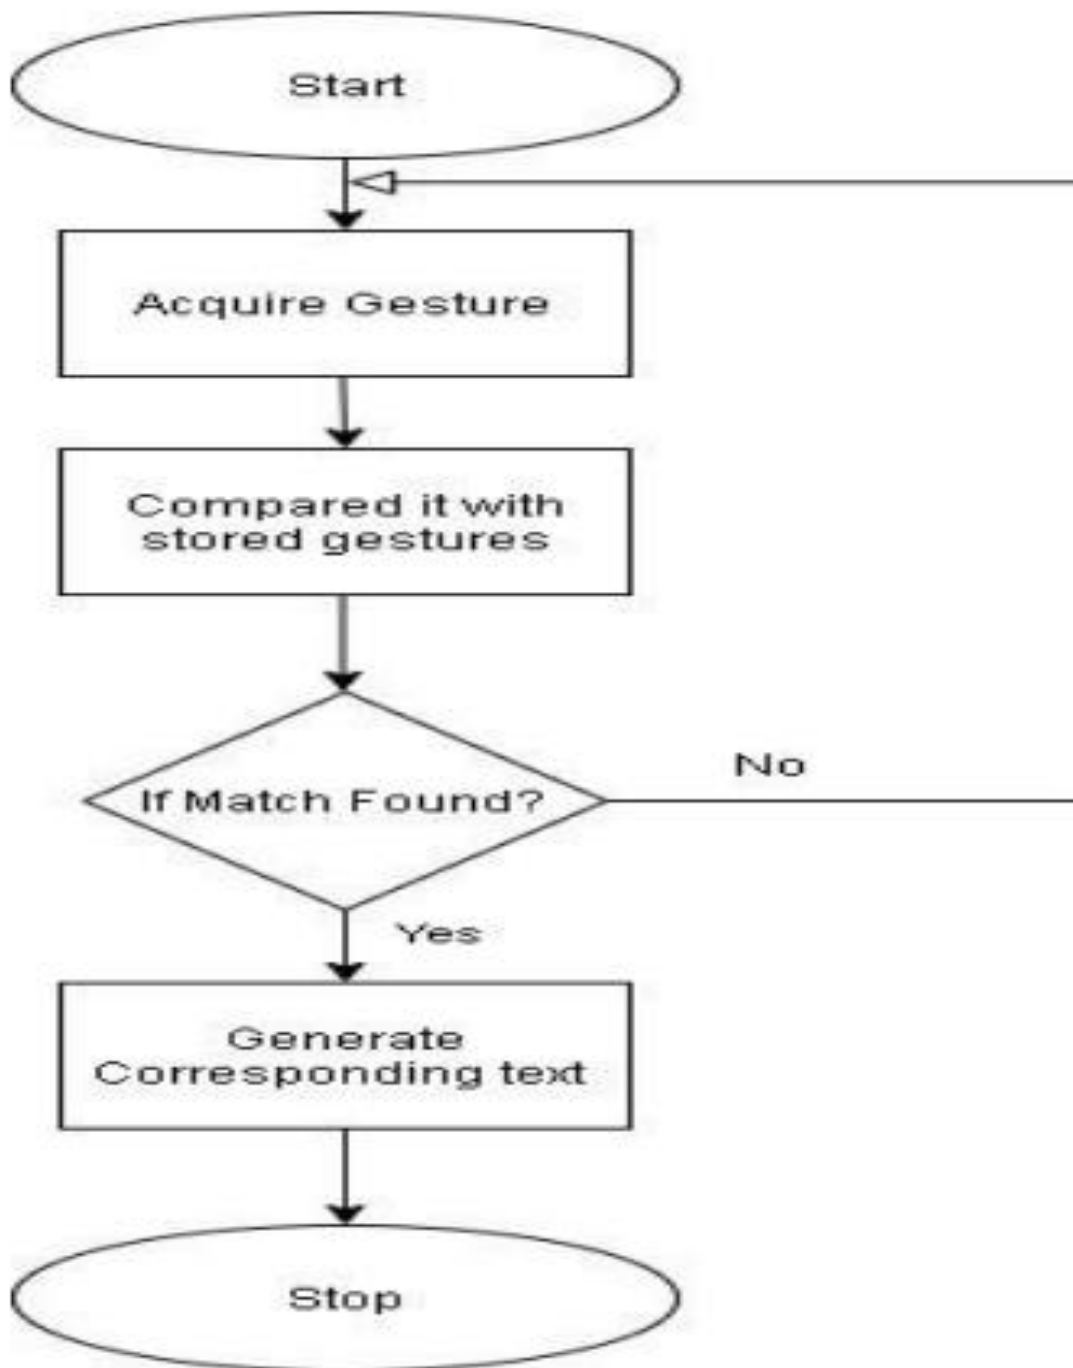 Start
Acquire Gesture
Compared it with
stored gestures
If Match Found?
No
Yes
Generate
Corresponding text
Stop